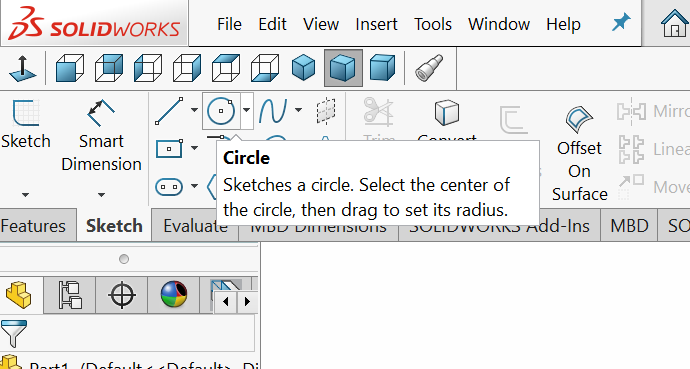 SOLIDWORKS File Edit View Insert Tools Window Help
Sketch Smart Dimension Trim Convert Offset On Surface Mirro
Linea
Move
Circle
Sketches a circle. Select the center of
the circle, then drag to set its radius.
Features Sketch Evaluate MBD Dimensions SOLIDWORKS Add-Ins MBD SO
Part1 (Default<<Default>_Di